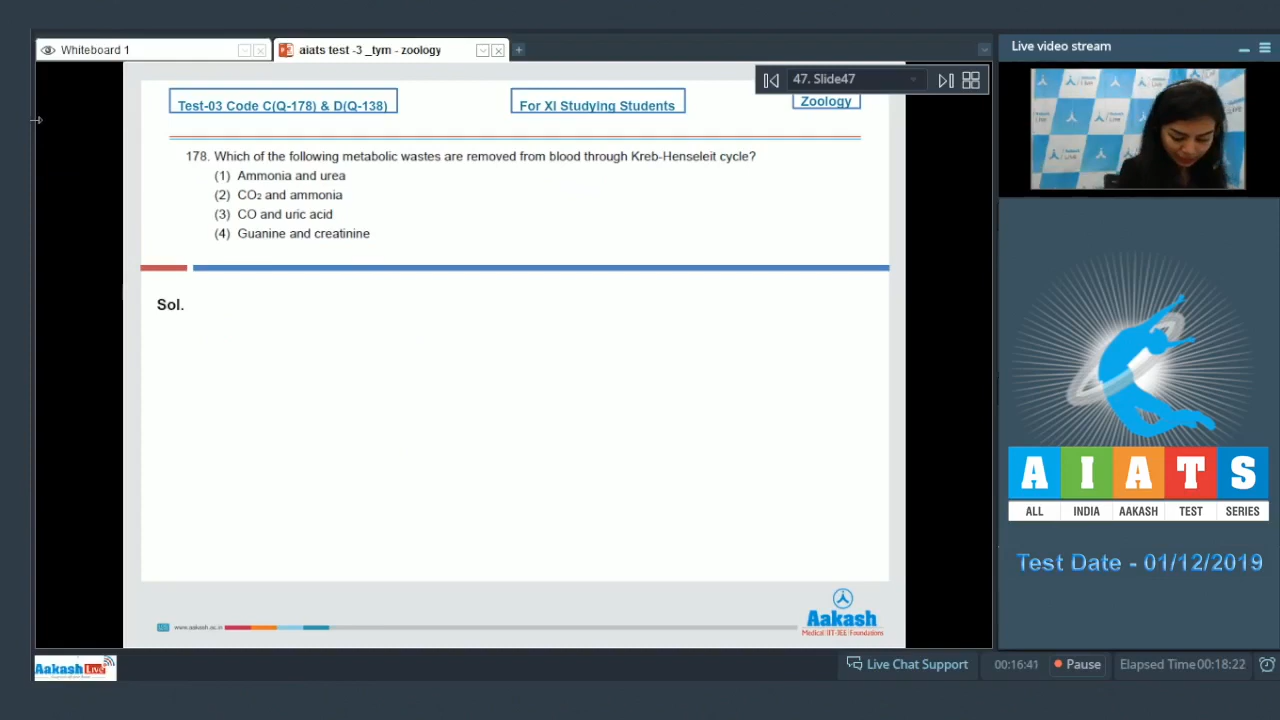 Whiteboard 1
aiats test -3 _tym - zoology
Live video stream
47. Slide47
Test-03 Code C(Q-178) & D(Q-138)
For XI Studying Students
Zoology
178. Which of the following metabolic wastes are removed from blood through Kreb-Henseleit cycle?
(1) Ammonia and urea
(2) CO₂ and ammonia
(3) CO and uric acid
(4) Guanine and creatinine
Sol.
A I A T S
ALL INDIA AAKASH TEST SERIES
Test Date - 01/12/2019
www.aakash.ac.in
Aakash
Medical|IIT-JEE|Foundations
Aakash Live
Live Chat Support
00:16:41
Pause
Elapsed Time 00:18:22